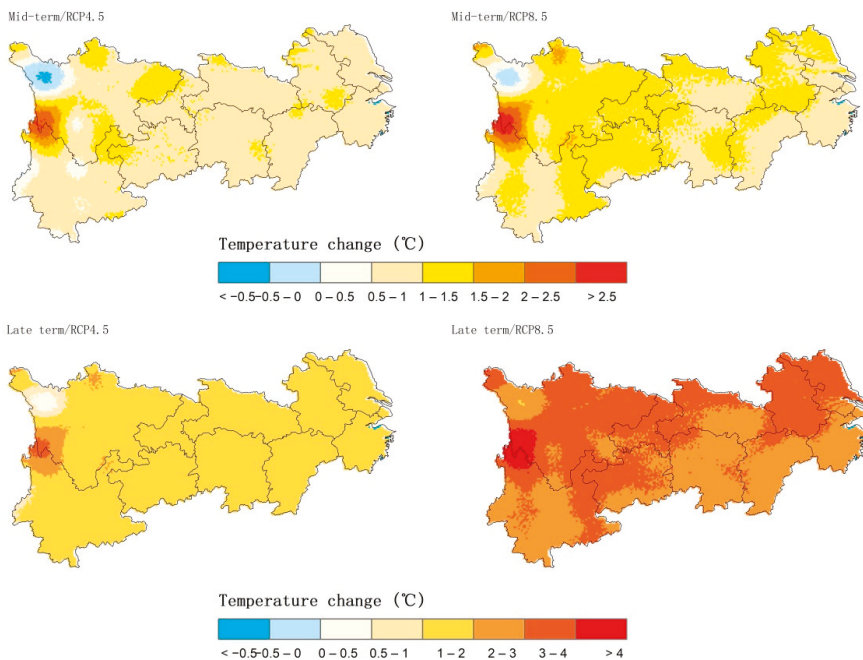 Mid-term/RCP4.5
Mid-term/RCP8.5
Temperature change (℃)
< −0.5 −0.5 – 0 0 – 0.5 0.5 – 1 1 – 1.5 1.5 – 2 2 – 2.5 > 2.5
Late term/RCP4.5
Late term/RCP8.5
Temperature change (℃)
< −0.5 −0.5 – 0 0 – 0.5 0.5 – 1 1 – 2 2 – 3 3 – 4 > 4